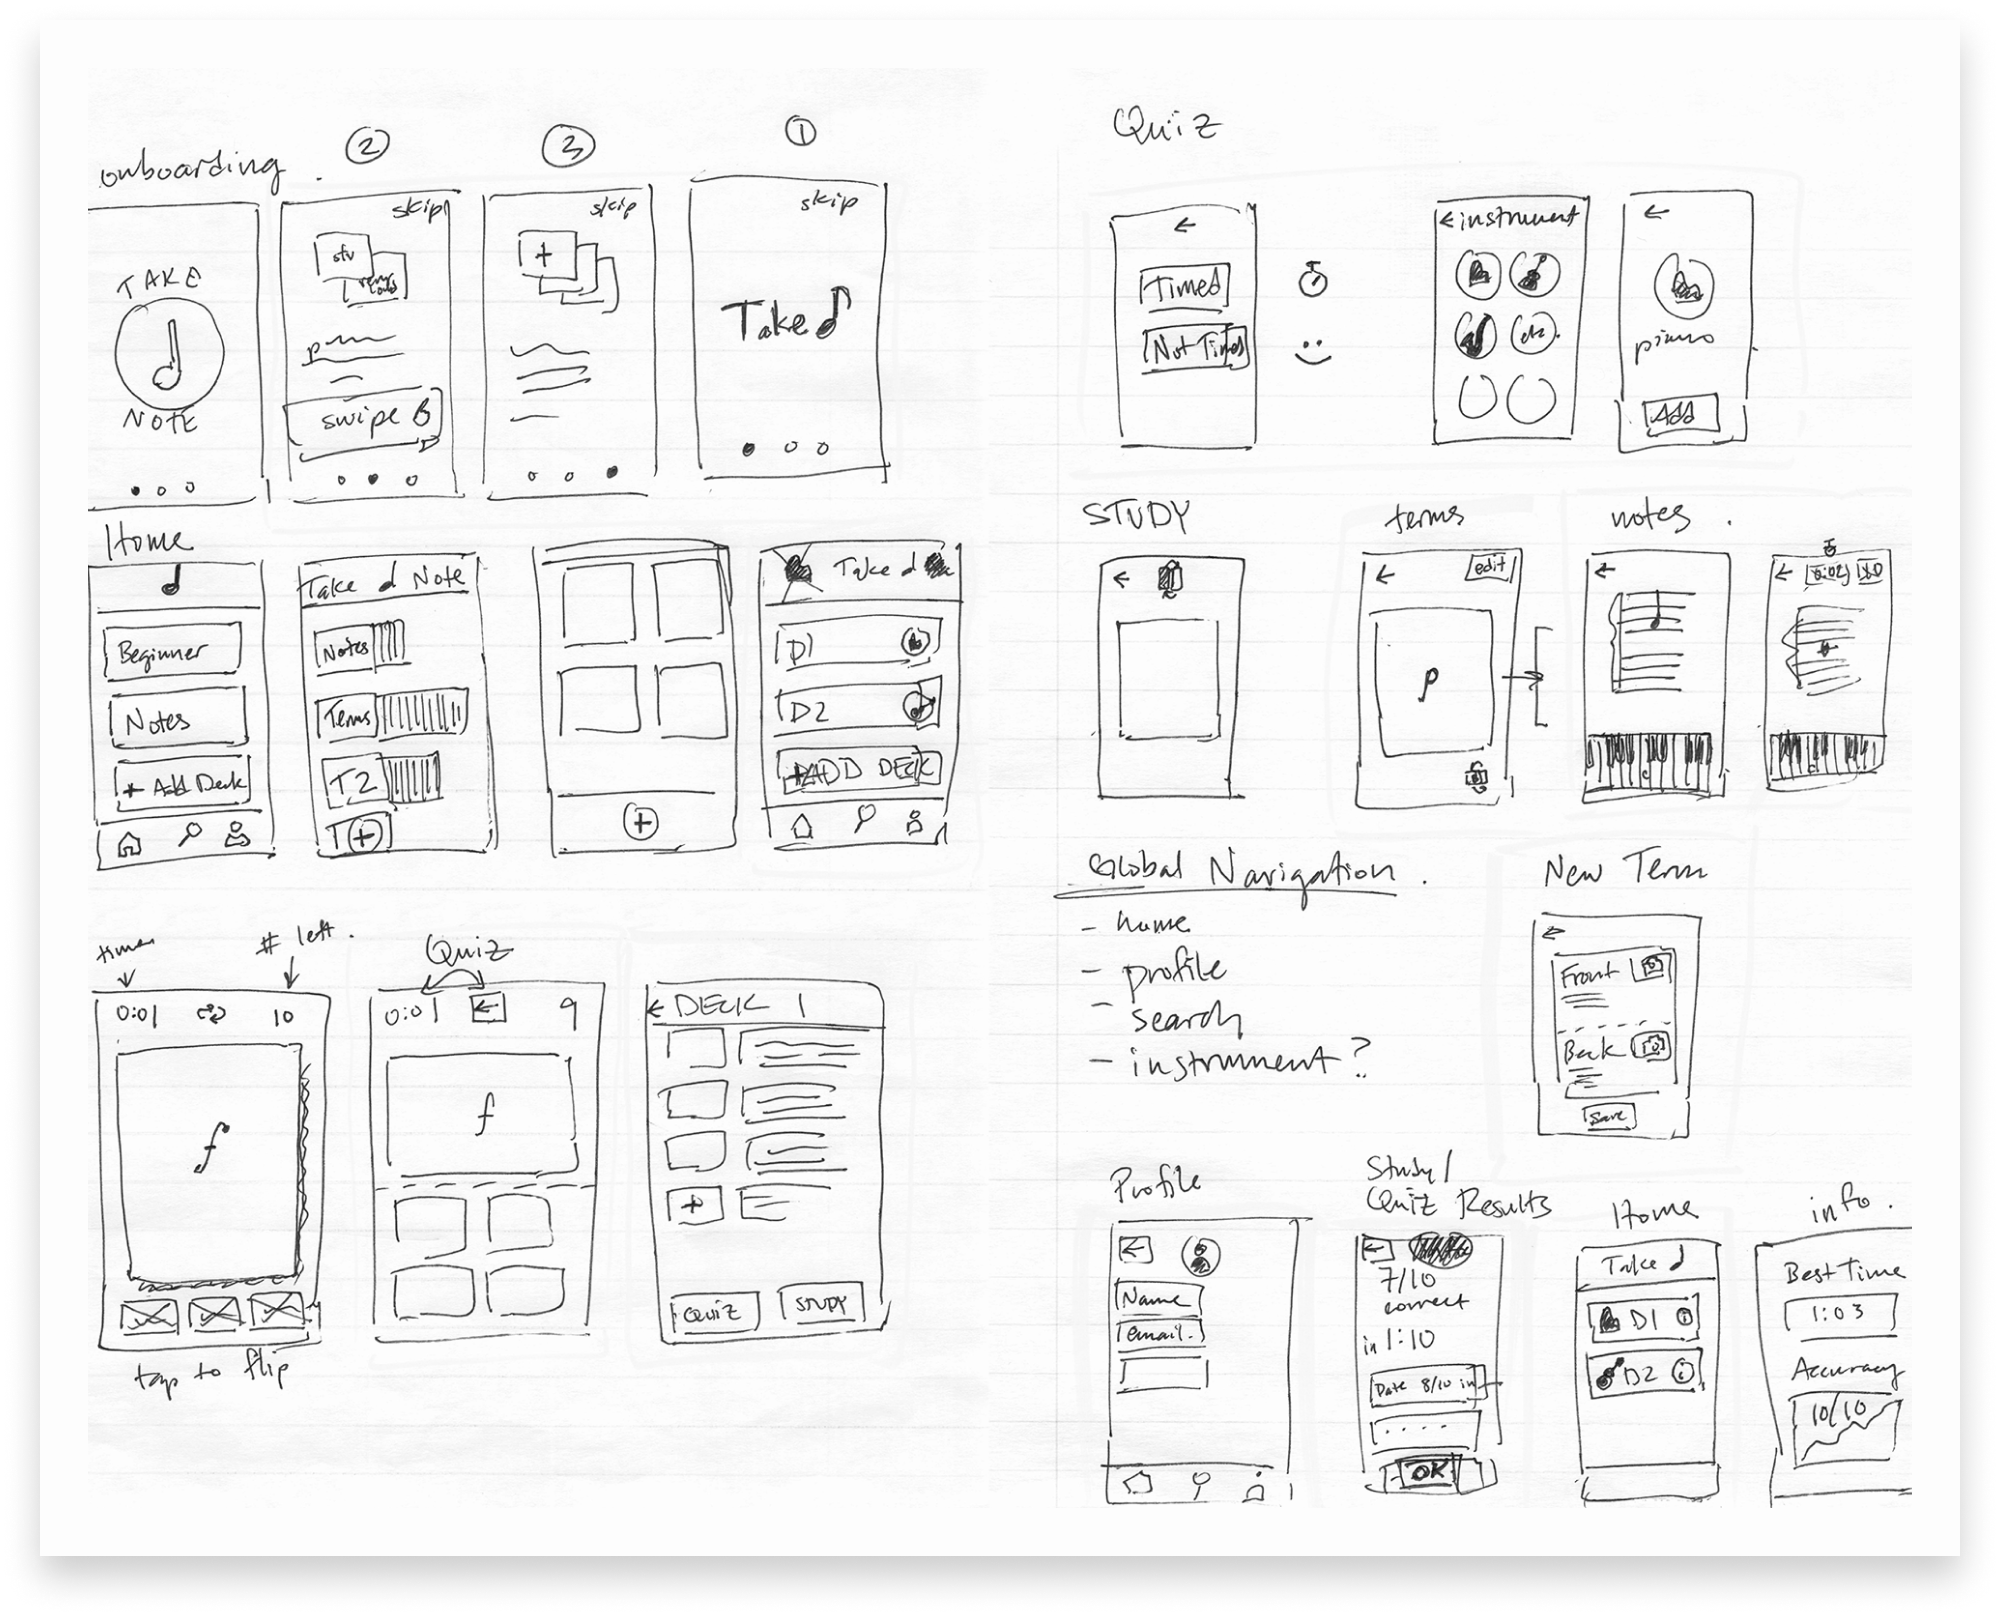 onboarding.
2
3
1
TAKE
NOTE
skip
swipe
skip
+
skip
Take
Home
Beginner
Notes
+ Add Deck
Take Note
Notes
Terms
T2
+
+
Take
D1
D2
+ADD DECK
time
# left.
0:01
10
f
tap to flip
Quiz
0:01
←
9
f
← DECK 1
+
Quiz
STUDY
Quiz
←
Timed
Not Timed
← instrument
etc.
←
piano
Add
STUDY
←
terms
←
edit
p
notes.
←
←
0:02
Global Navigation.
- home
- profile
- search
- instrument?
New Term
←
Front
Back
save
Profile
←
Name
email.
Study/
Quiz Results
←
7/10
correct
in 1:10
Date 8/10 in
OK
Home
Take
D1 i
D2 i
info.
Best Time
1:03
Accuracy
10/10